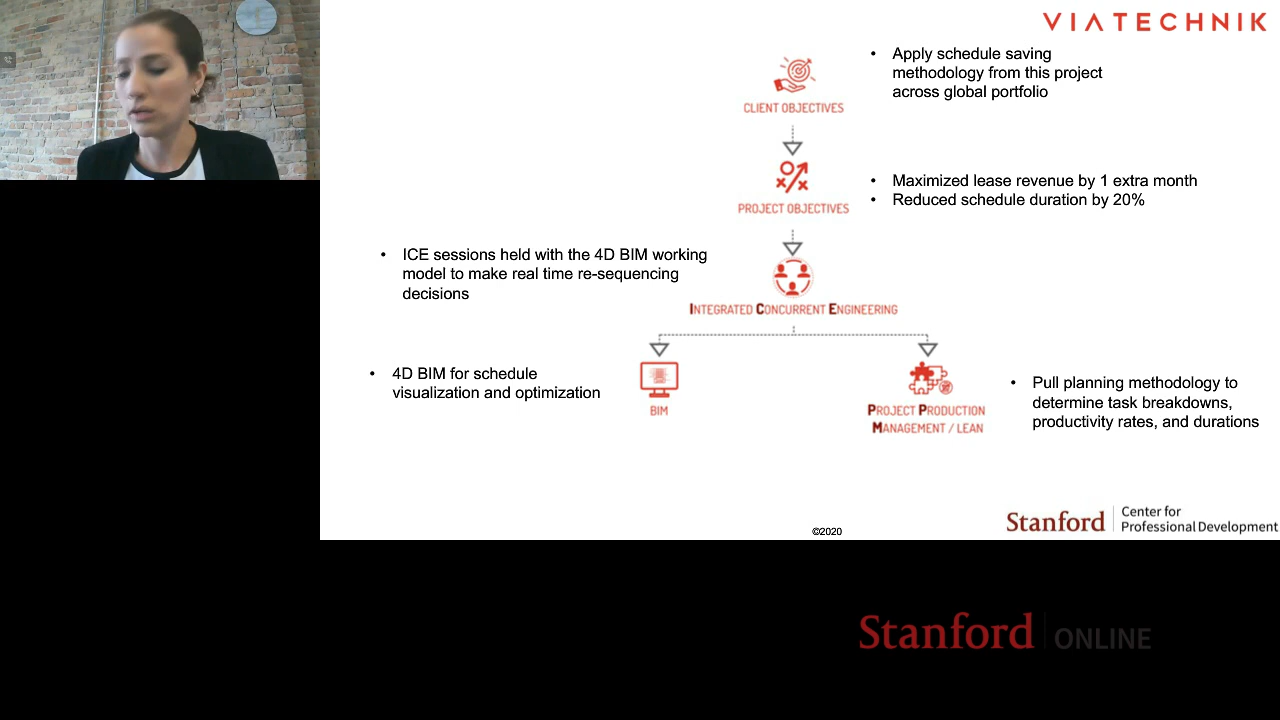 VIATECHNIK
• Apply schedule saving
methodology from this project
across global portfolio
CLIENT OBJECTIVES
• Maximized lease revenue by 1 extra month
• Reduced schedule duration by 20%
PROJECT OBJECTIVES
• ICE sessions held with the 4D BIM working
model to make real time re-sequencing
decisions
INTEGRATED CONCURRENT ENGINEERING
• 4D BIM for schedule
visualization and optimization
BIM
PROJECT PRODUCTION
MANAGEMENT / LEAN
• Pull planning methodology to
determine task breakdowns,
productivity rates, and durations
©2020
Stanford
Center for
Professional Development
Stanford ONLINE